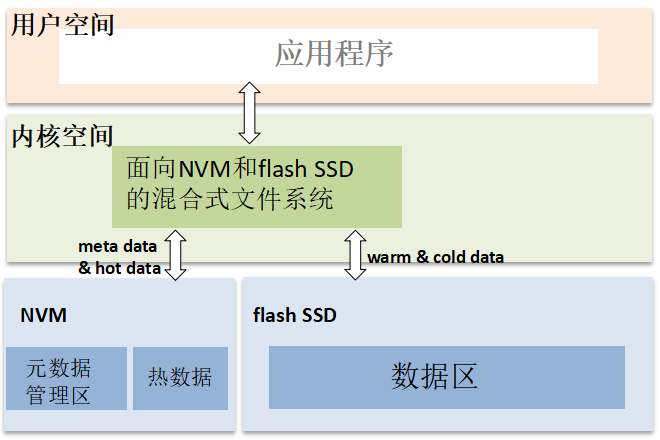 用户空间
应用程序
内核空间
面向NVM和flash SSD
的混合式文件系统
meta data
& hot data
warm & cold data
NVM
flash SSD
元数据
管理区
热数据
数据区